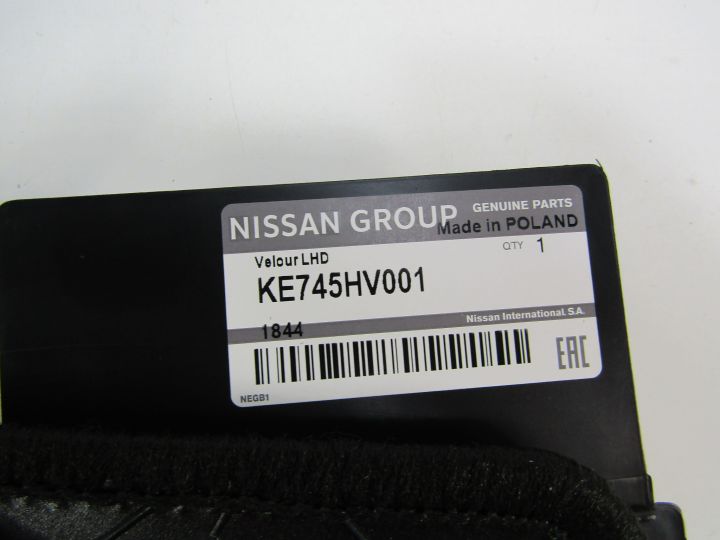 GENUINE PARTS
NISSAN GROUP
Made in POLAND
QTY 1
Velour LHD
KE745HV001
Nissan International S.A.
1844
EAC
NEGB1